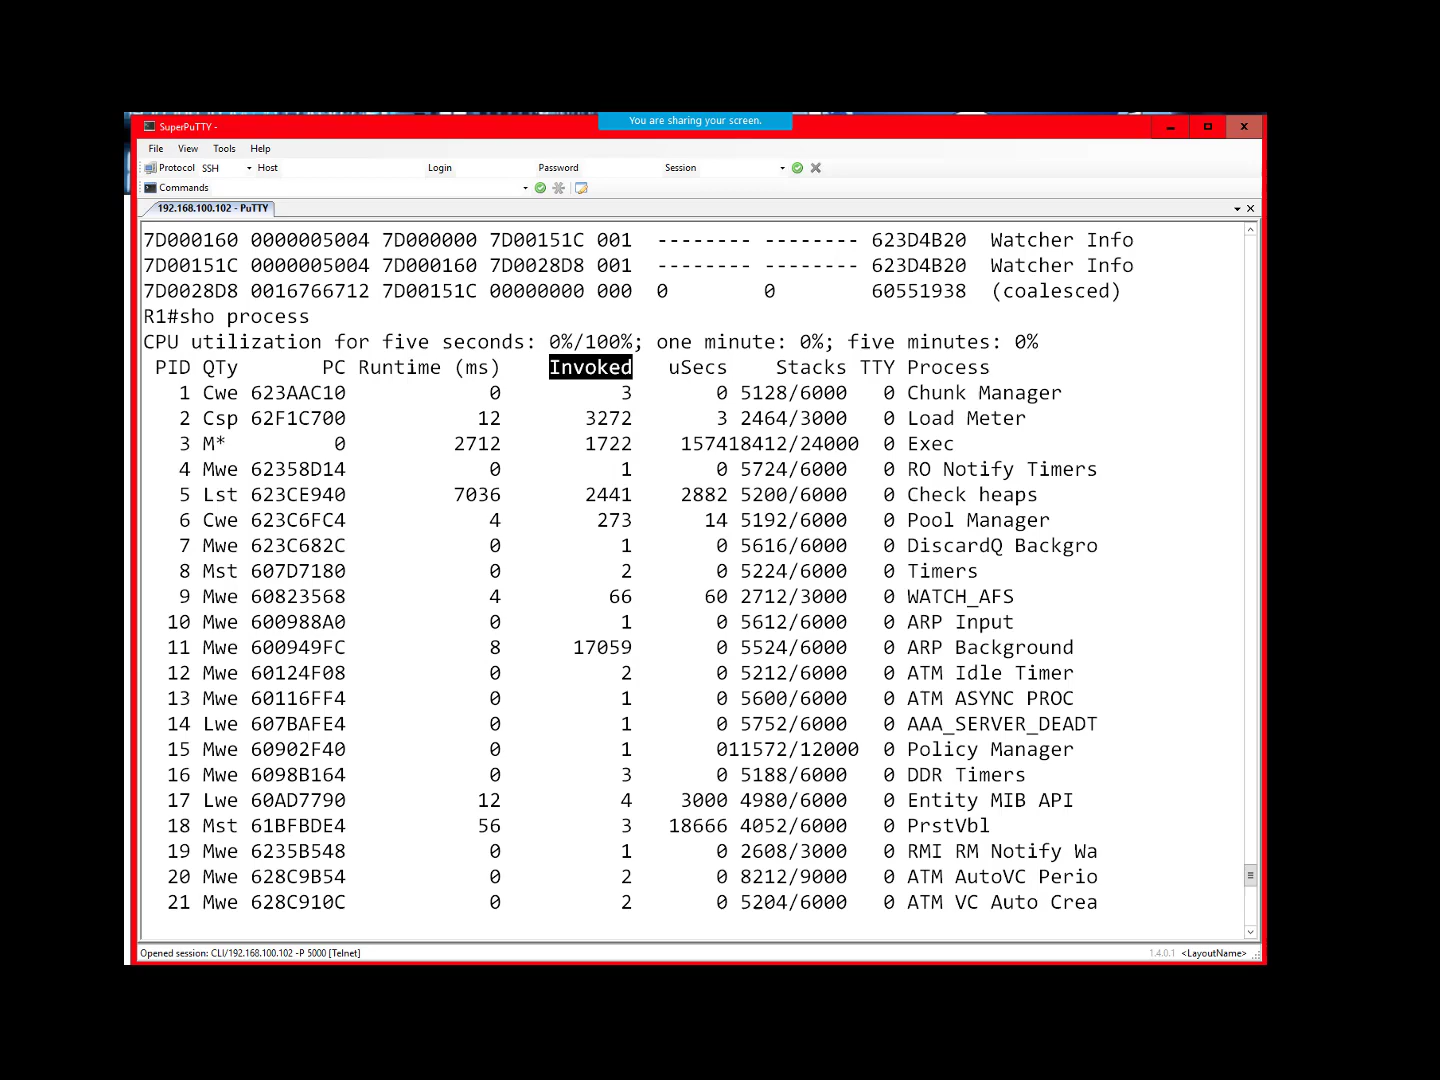 You are sharing your screen.
SuperPuTTY -
File View Tools Help
Protocol SSH Host Login Password Session
Commands
192.168.100.102 - PuTTY
7D000160 0000005004 7D000000 7D00151C 001 -------- -------- 623D4B20 Watcher Info
7D00151C 0000005004 7D000160 7D0028D8 001 -------- -------- 623D4B20 Watcher Info
7D0028D8 0016766712 7D00151C 00000000 000 0 0 60551938 (coalesced)
R1#sho process
CPU utilization for five seconds: 0%/100%; one minute: 0%; five minutes: 0%
PID QTy PC Runtime (ms) Invoked uSecs Stacks TTY Process
1 Cwe 623AAC10 0 3 0 5128/6000 0 Chunk Manager
2 Csp 62F1C700 12 3272 3 2464/3000 0 Load Meter
3 M* 0 2712 1722 157418412/24000 0 Exec
4 Mwe 62358D14 0 1 0 5724/6000 0 RO Notify Timers
5 Lst 623CE940 7036 2441 2882 5200/6000 0 Check heaps
6 Cwe 623C6FC4 4 273 14 5192/6000 0 Pool Manager
7 Mwe 623C682C 0 1 0 5616/6000 0 DiscardQ Backgro
8 Mst 607D7180 0 2 0 5224/6000 0 Timers
9 Mwe 60823568 4 66 60 2712/3000 0 WATCH_AFS
10 Mwe 600988A0 0 1 0 5612/6000 0 ARP Input
11 Mwe 600949FC 8 17059 0 5524/6000 0 ARP Background
12 Mwe 60124F08 0 2 0 5212/6000 0 ATM Idle Timer
13 Mwe 60116FF4 0 1 0 5600/6000 0 ATM ASYNC PROC
14 Lwe 607BAFE4 0 1 0 5752/6000 0 AAA_SERVER_DEADT
15 Mwe 60902F40 0 1 011572/12000 0 Policy Manager
16 Mwe 6098B164 0 3 0 5188/6000 0 DDR Timers
17 Lwe 60AD7790 12 4 3000 4980/6000 0 Entity MIB API
18 Mst 61BFBDE4 56 3 18666 4052/6000 0 PrstVbl
19 Mwe 6235B548 0 1 0 2608/3000 0 RMI RM Notify Wa
20 Mwe 628C9B54 0 2 0 8212/9000 0 ATM AutoVC Perio
21 Mwe 628C910C 0 2 0 5204/6000 0 ATM VC Auto Crea
Opened session: CLI/192.168.100.102 -P 5000 [Telnet] 1.4.0.1 <LayoutName>